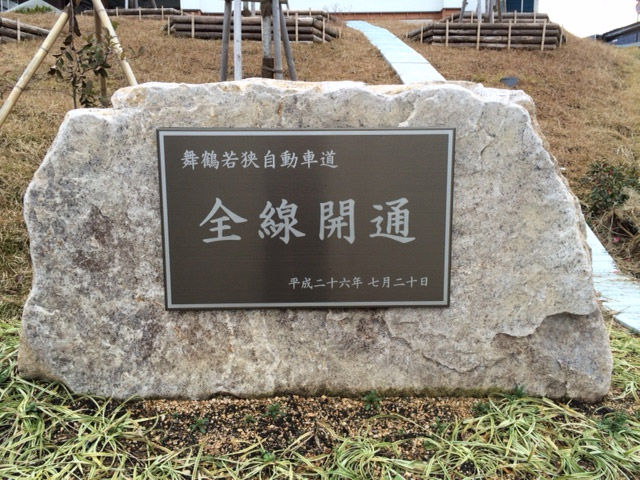 舞鶴若狭自動車道
全線開通
平成二十六年 七月二十日